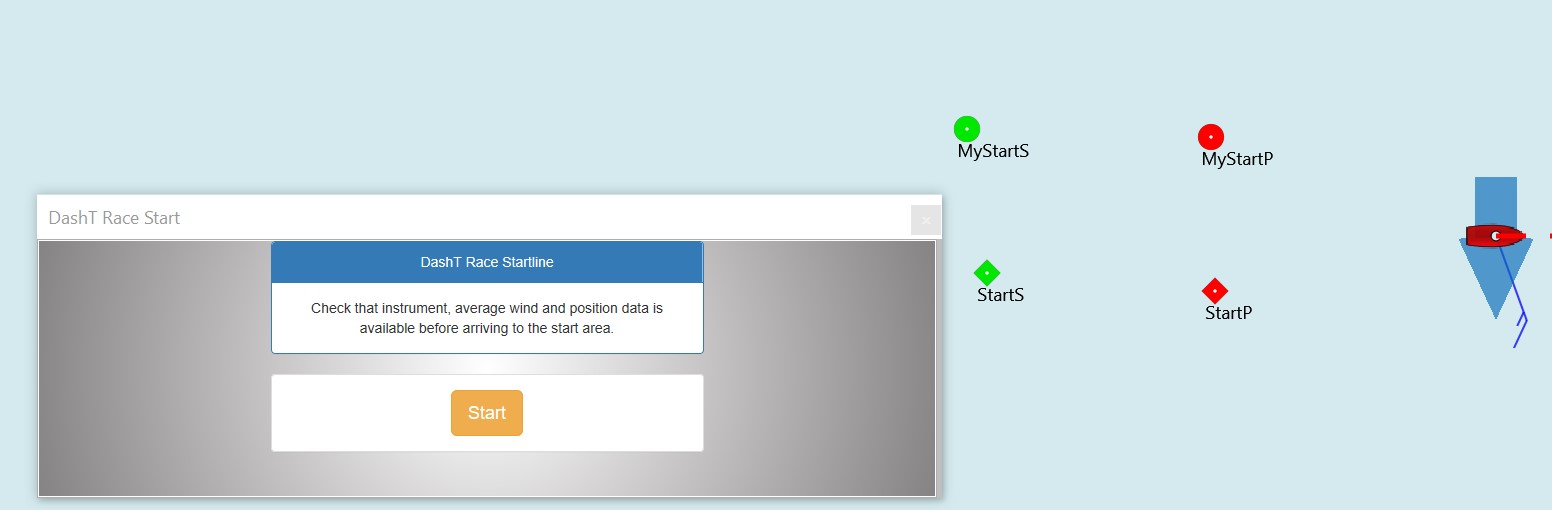 MyStartS
MyStartP
DashT Race Start
×
DashT Race Startline
Check that instrument, average wind and position data is
available before arriving to the start area.
StartS
StartP
Start